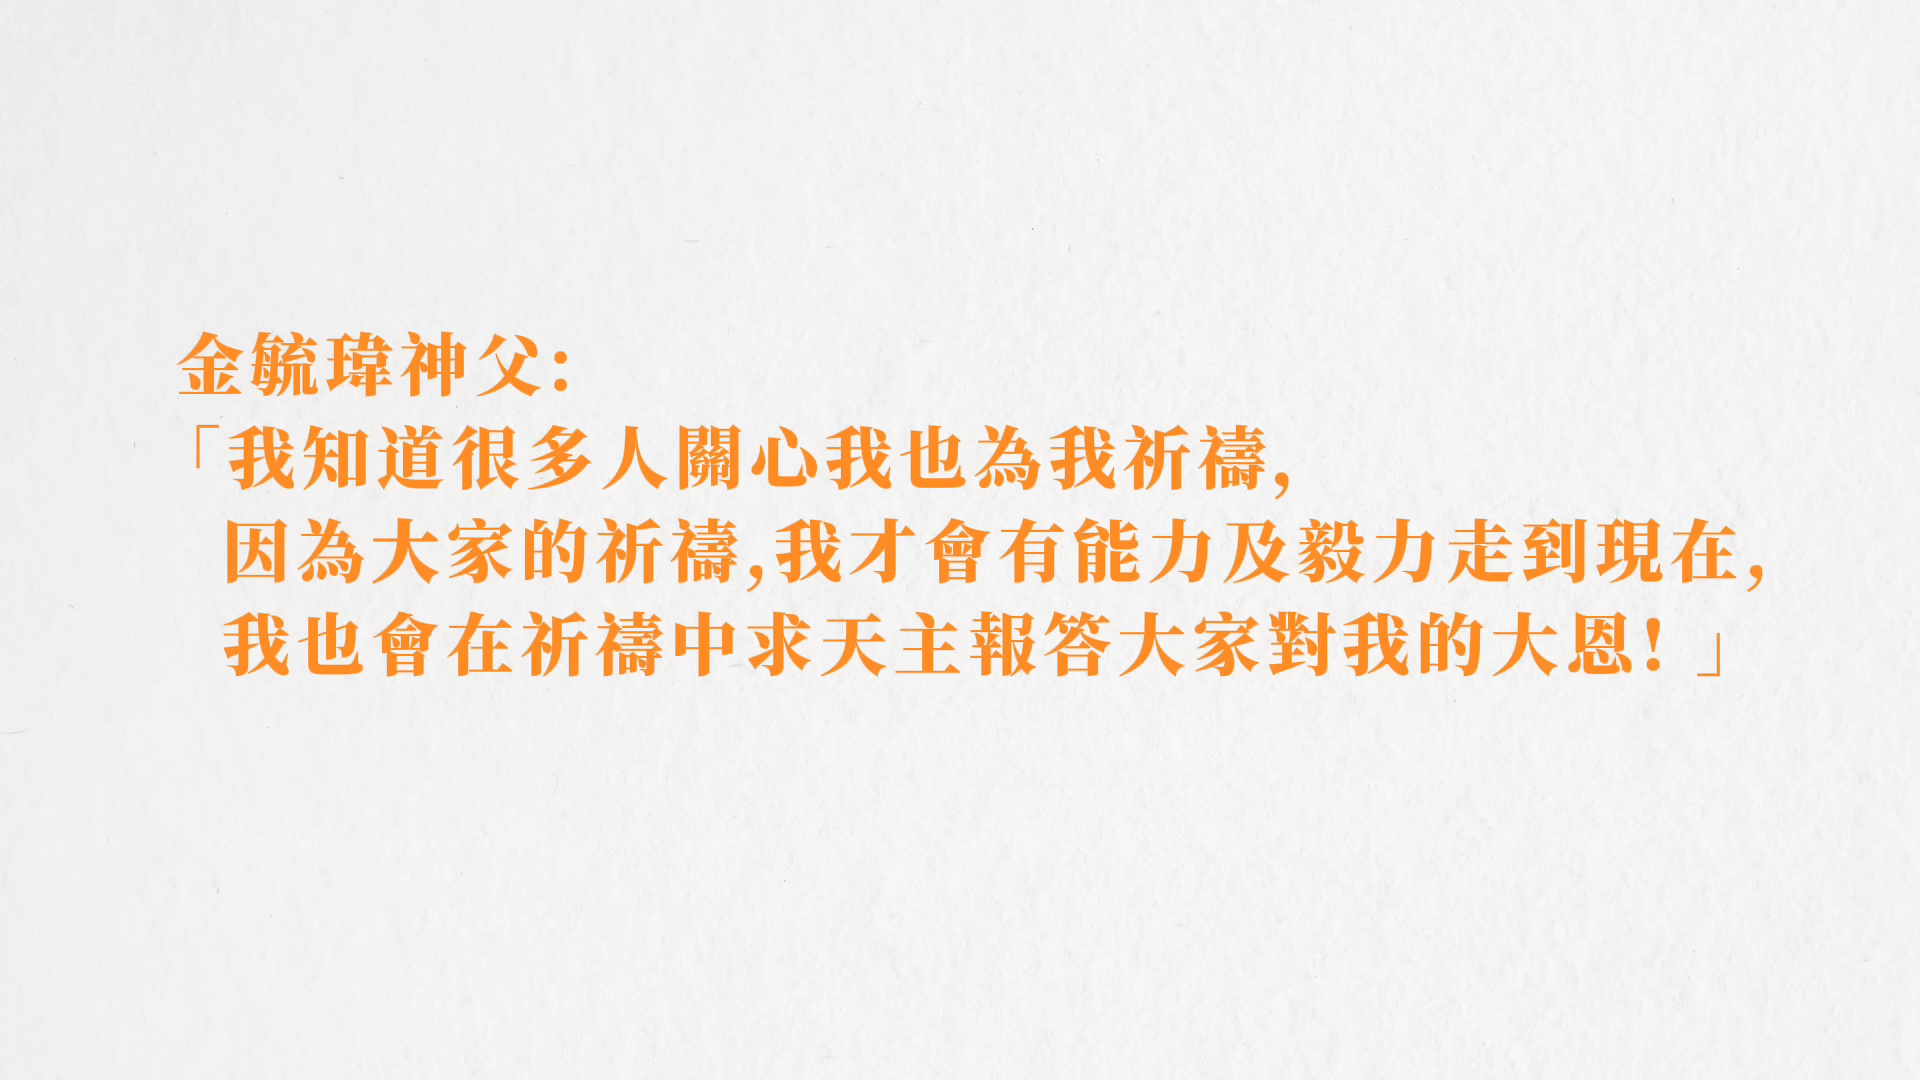 金毓瑋神父:
「我知道很多人關心我也為我祈禱,
因為大家的祈禱,我才會有能力及毅力走到現在,
我也會在祈禱中求天主報答大家對我的大恩! 」